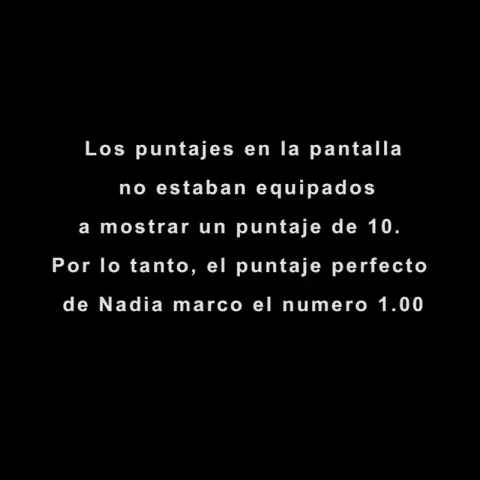 Los puntajes en la pantalla
no estaban equipados
a mostrar un puntaje de 10.
Por lo tanto, el puntaje perfecto
de Nadia marco el numero 1.00